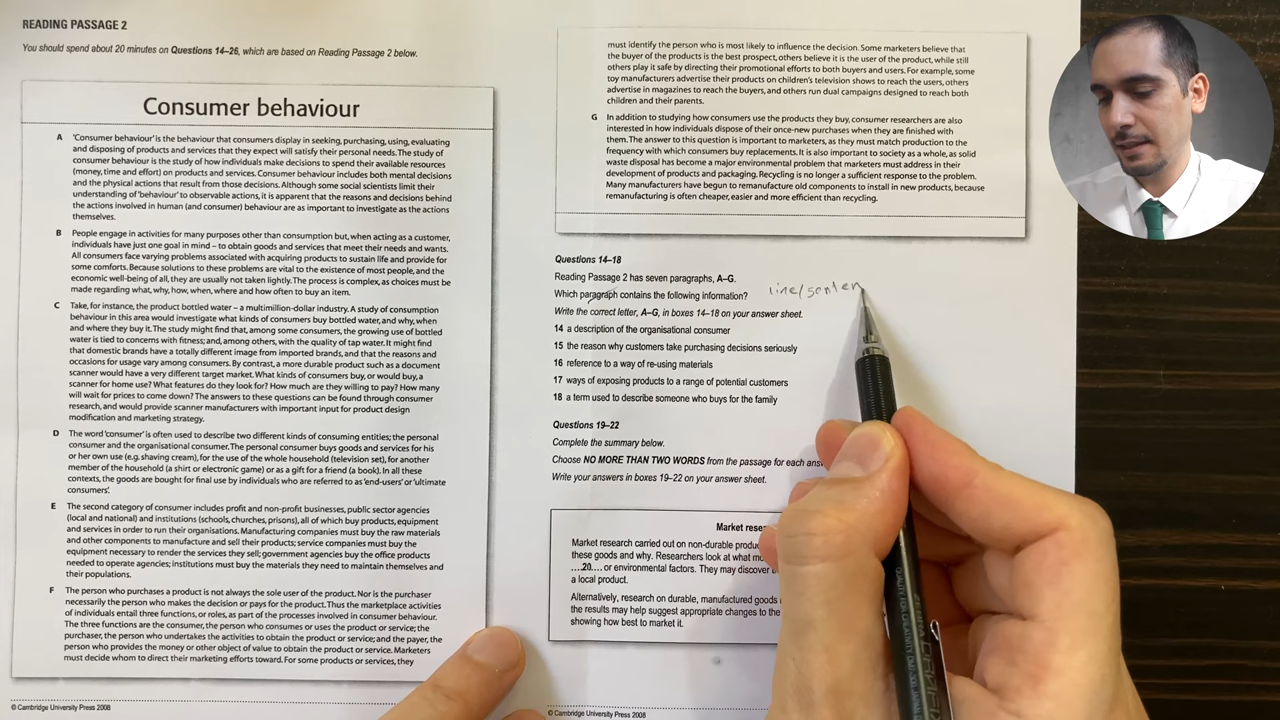 READING PASSAGE 2
You should spend about 20 minutes on Questions 14–26, which are based on Reading Passage 2 below.
Consumer behaviour
A 'Consumer behaviour' is the behaviour that consumers display in seeking, purchasing, using, evaluating
and disposing of products and services that they expect will satisfy their personal needs. The study of
consumer behaviour is the study of how individuals make decisions to spend their available resources
(money, time and effort) on products and services. Consumer behaviour includes both mental decisions
and the physical actions that result from those decisions. Although some social scientists limit their
understanding of 'behaviour' to observable actions, it is apparent that the reasons and decisions behind
the actions involved in human (and consumer) behaviour are as important to investigate as the actions
themselves.
B People engage in activities for many purposes other than consumption but, when acting as a customer,
individuals have just one goal in mind – to obtain goods and services that meet their needs and wants.
All consumers face varying problems associated with acquiring products to sustain life and provide for
some comforts. Because solutions to these problems are vital to the existence of most people, and the
economic well-being of all, they are usually not taken lightly. The process is complex, as choices must be
made regarding what, why, how, when, where and how often to buy an item.
C Take, for instance, the product bottled water – a multimillion-dollar industry. A study of consumption
behaviour in this area would investigate what kinds of consumers buy bottled water, and why, when
and where they buy it. The study might find that, among some consumers, the growing use of bottled
water is tied to concerns with fitness; and, among others, with the quality of tap water. It might find
that domestic brands have a totally different image from imported brands, and that the reasons and
occasions for usage vary among consumers. By contrast, a more durable product such as a document
scanner would have a very different target market. What kinds of consumers buy, or would buy, a
scanner for home use? What features do they look for? How much are they willing to pay? How many
will wait for prices to come down? The answers to these questions can be found through consumer
research, and would provide scanner manufacturers with important input for product design
modification and marketing strategy.
D The word 'consumer' is often used to describe two different kinds of consuming entities; the personal
consumer and the organisational consumer. The personal consumer buys goods and services for his
or her own use (e.g. shaving cream), for the use of the whole household (television set), for another
member of the household (a shirt or electronic game) or as a gift for a friend (a book). In all these
contexts, the goods are bought for final use by individuals who are referred to as 'end-users' or 'ultimate
consumers'.
E The second category of consumer includes profit and non-profit businesses, public sector agencies
(local and national) and institutions (schools, churches, prisons), all of which buy products, equipment
and services in order to run their organisations. Manufacturing companies must buy the raw materials
and other components to manufacture and sell their products; service companies must buy the
equipment necessary to render the services they sell; government agencies buy the office products
needed to operate agencies; institutions must buy the materials they need to maintain themselves and
their populations.
F The person who purchases a product is not always the sole user of the product. Nor is the purchaser
necessarily the person who makes the decision or pays for the product. Thus the marketplace activities
of individuals entail three functions, or roles, as part of the processes involved in consumer behaviour.
The three functions are the consumer, the person who consumes or uses the product or service; the
purchaser, the person who undertakes the activities to obtain the product or service; and the payer, the
person who provides the money or other object of value to obtain the product or service. Marketers
must decide whom to direct their marketing efforts toward. For some products or services, they
© Cambridge University Press 2008
must identify the person who is most likely to influence the decision. Some marketers believe that
the buyer of the products is the best prospect, others believe it is the user of the product, while still
others play it safe by directing their promotional efforts to both buyers and users. For example, some
toy manufacturers advertise their products on children's television shows to reach the users, others
advertise in magazines to reach the buyers, and others run dual campaigns designed to reach both
children and their parents.
G In addition to studying how consumers use the products they buy, consumer researchers are also
interested in how individuals dispose of their once-new purchases when they are finished with
them. The answer to this question is important to marketers, as they must match production to the
frequency with which consumers buy replacements. It is also important to society as a whole, as solid
waste disposal has become a major environmental problem that marketers must address in their
development of products and packaging. Recycling is no longer a sufficient response to the problem.
Many manufacturers have begun to remanufacture old components to install in new products, because
remanufacturing is often cheaper, easier and more efficient than recycling.
Questions 14–18
Reading Passage 2 has seven paragraphs, A–G.
Which paragraph contains the following information? line/senten
Write the correct letter, A–G, in boxes 14–18 on your answer sheet.
14 a description of the organisational consumer
15 the reason why customers take purchasing decisions seriously
16 reference to a way of re-using materials
17 ways of exposing products to a range of potential customers
18 a term used to describe someone who buys for the family
Questions 19–22
Complete the summary below.
Choose NO MORE THAN TWO WORDS from the passage for each
Write your answers in boxes 19–22 on your answer sheet.
Market
Market research carried out on non-durable
these goods and why. Researchers look at what
....20.... or environmental factors. They may discover
a local product.
Alternatively, research on durable, manufactured goods
the results may help suggest appropriate changes to the
showing how best to market it.
© Cambridge University Press 2008